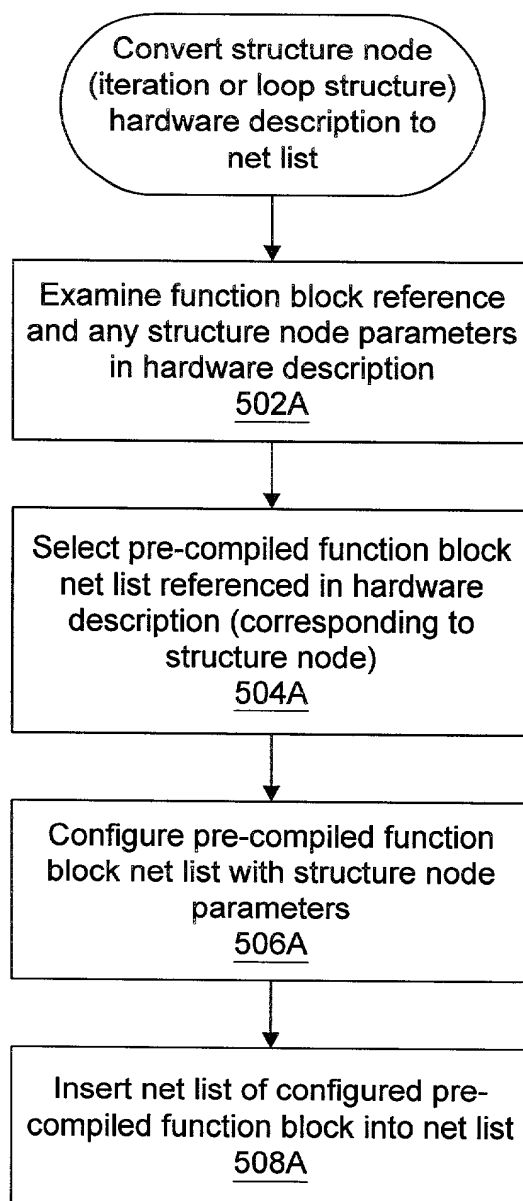 Convert structure node
(iteration or loop structure)
hardware description to
net list
Examine function block reference
and any structure node parameters
in hardware description
502A
Select pre-compiled function block
net list referenced in hardware
description (corresponding to
structure node)
504A
Configure pre-compiled function
block net list with structure node
parameters
506A
Insert net list of configured pre-
compiled function block into net list
508A